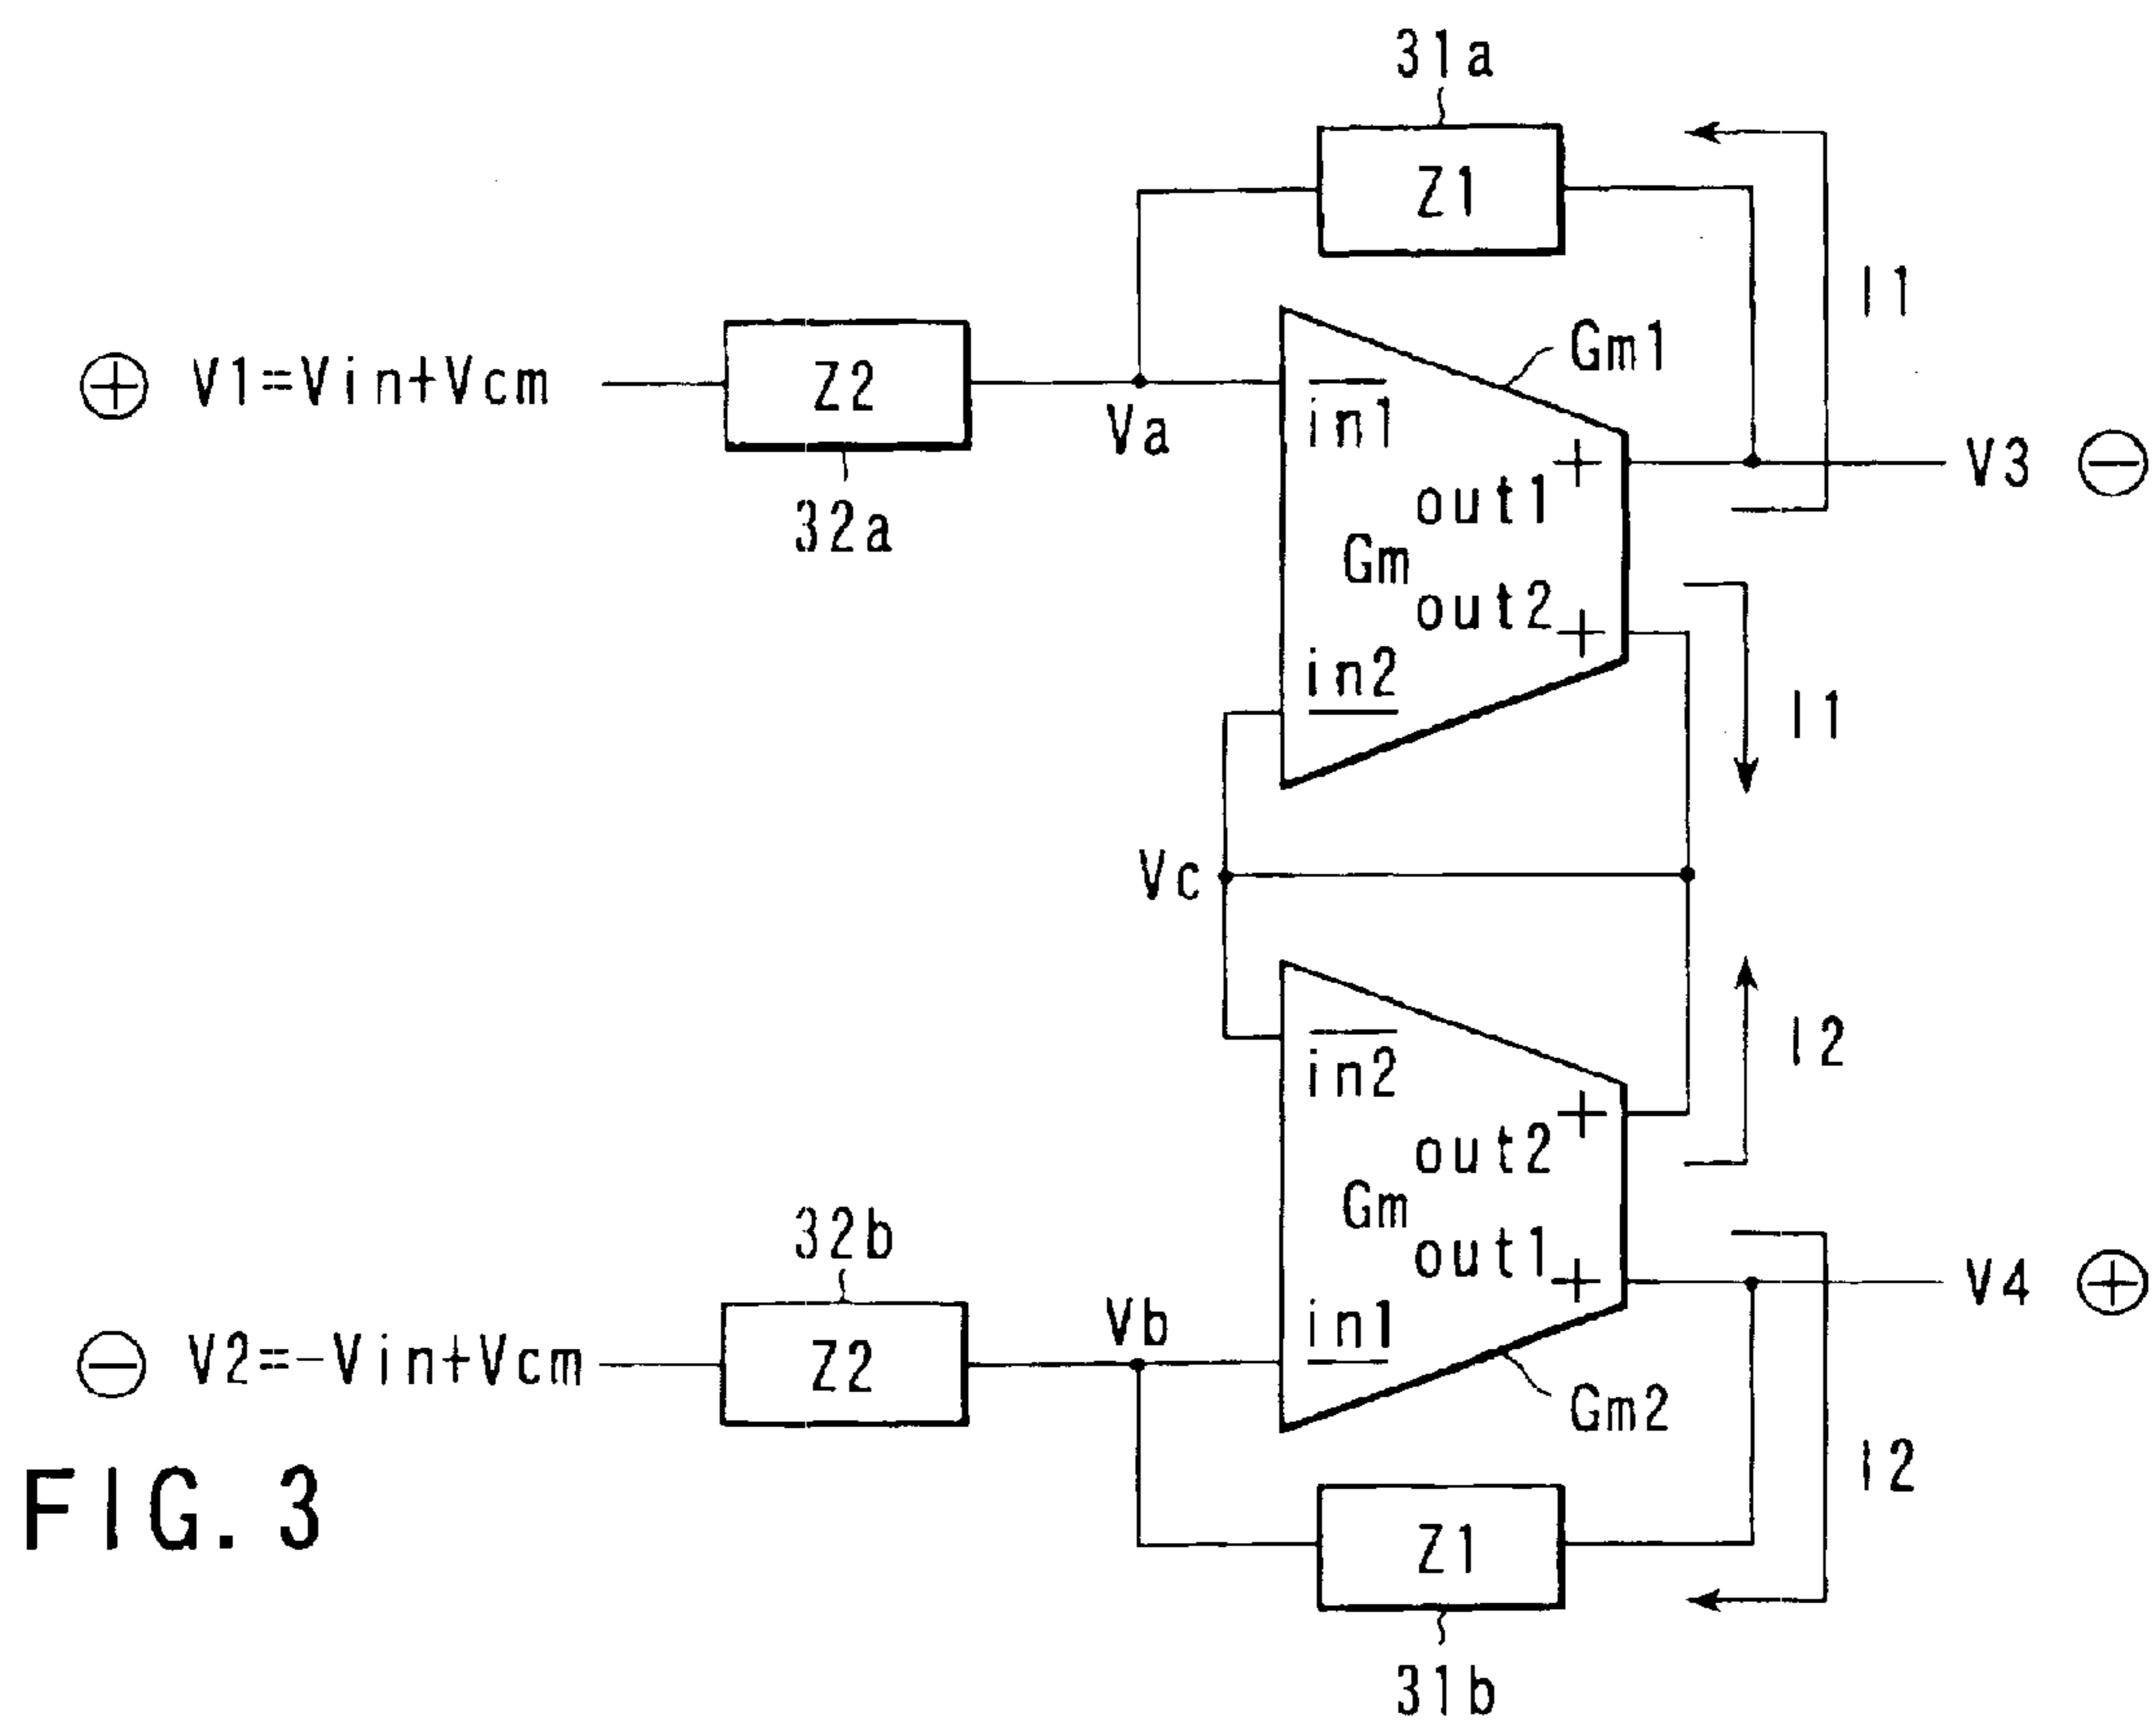 31a
Z1
I1
⊕ V1=Vin+Vcm
Z2
Va
32a
in1
Gm1
+
out1
V3 ⊖
Gm
out2
+
in2
I1
Vc
in2
+
out2
I2
Gm
out1
+
in1
V4 ⊕
32b
Vb
⊖ V2=-Vin+Vcm
Z2
Gm2
I2
Z1
31b
FIG. 3